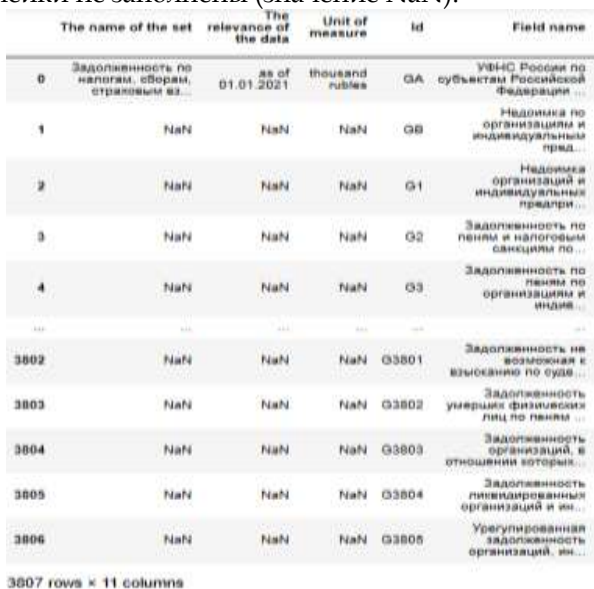 ейки не заполнены (значение NaN).
The name of the set The relevance of the data Unit of measure Id Field name
0 Задолженность по налогам, сборам, страховым вз... as of 01.01.2021 thousand rubles GA УФНС России по субъектам Российской Федерации ...
1 NaN NaN NaN GB Недоимка по организациям и индивидуальным пред...
2 NaN NaN NaN G1 Недоимка организаций и индивидуальных предпри...
3 NaN NaN NaN G2 Задолженность по пеням и налоговым санкциям по...
4 NaN NaN NaN G3 Задолженность по пеням по организациям и индив...
... ... ... ... ... ...
3802 NaN NaN NaN G3801 Задолженность не возможная к взысканию по суде...
3803 NaN NaN NaN G3802 Задолженность умерших физических лиц по пеням ...
3804 NaN NaN NaN G3803 Задолженность организаций, в отношении которых...
3805 NaN NaN NaN G3804 Задолженность ликвидированных организаций и ин...
3806 NaN NaN NaN G3805 Урегулированная задолженность организаций, ин...
3807 rows × 11 columns